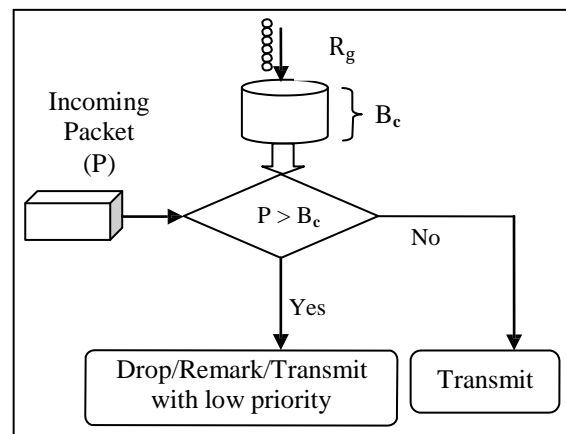 R_g
B_c
Incoming
Packet
(P)
P > B_c
No
Yes
Drop/Remark/Transmit
with low priority
Transmit